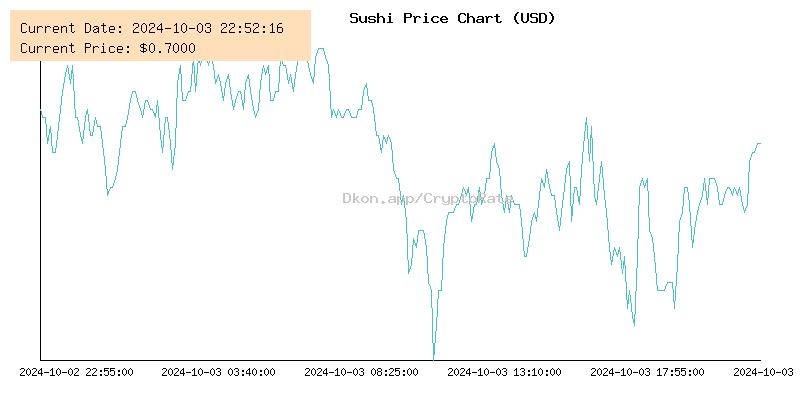 Sushi Price Chart (USD)
Current Date: 2024-10-03 22:52:16
Current Price: $0.7000
Dkon.app/CryptoKate
2024-10-02 22:55:00 2024-10-03 03:40:00 2024-10-03 08:25:00 2024-10-03 13:10:00 2024-10-03 17:55:00 2024-10-03